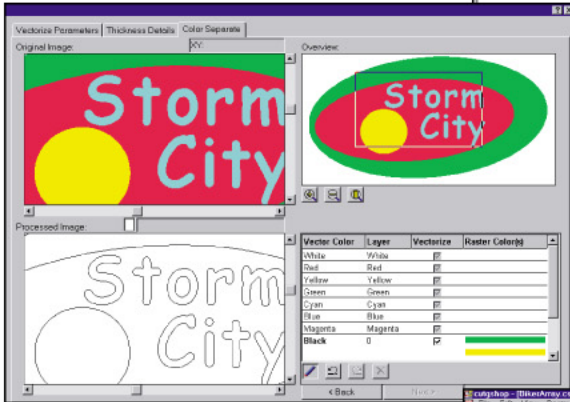 Vectorize Parameters Thickness Details Color Separate
Original Image: XY: Overview:
Storm
City
Storm
City
Processed Image:
Storm
City
Vector Color Layer Vectorize Raster Color(s)
White White
Red Red
Yellow Yellow
Green Green
Cyan Cyan
Blue Blue
Magenta Magenta
Black 0
< Back Next >
cutgshop - [BikerArray.cs